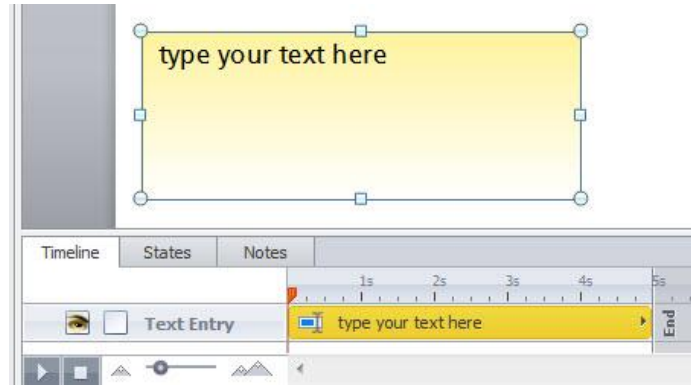 type your text here
Timeline States Notes
1s 2s 3s 4s 5s
Text Entry type your text here End